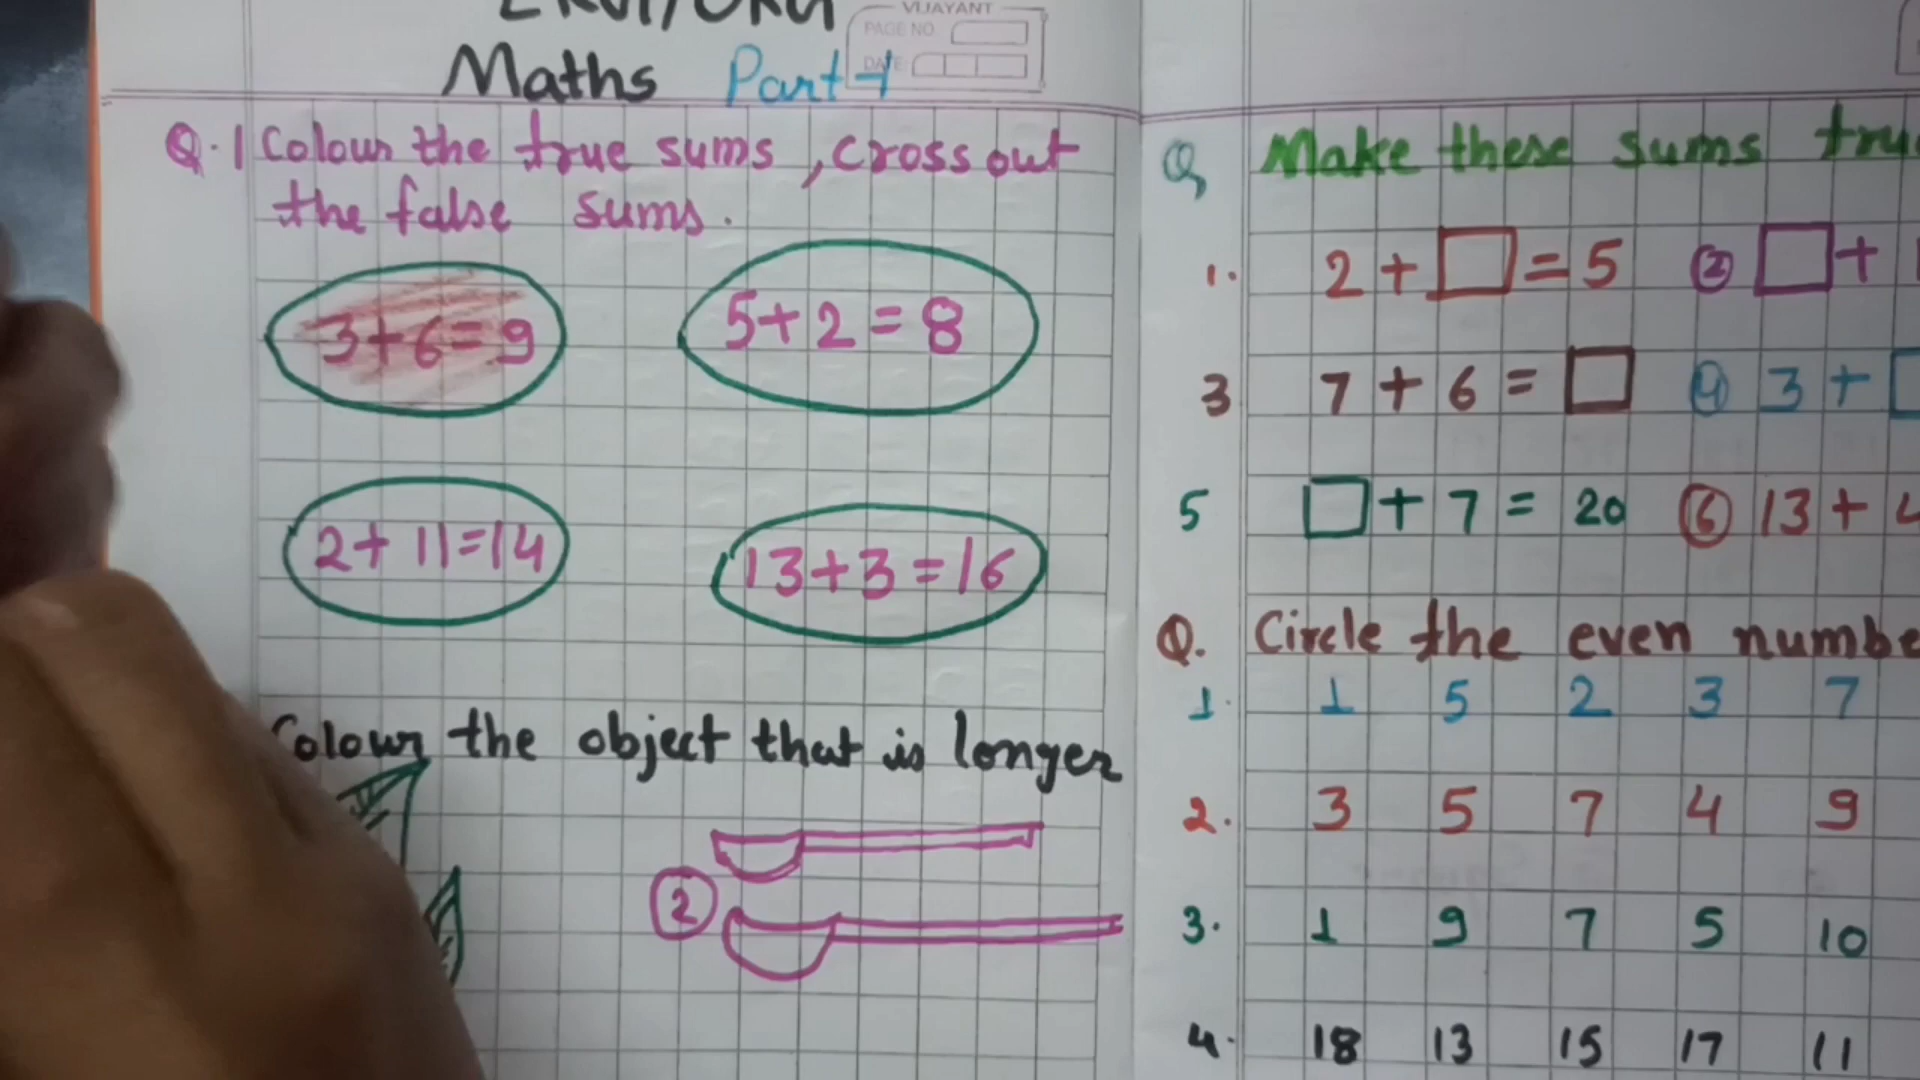 Maths Part-1
VIJAYANT
PAGE NO.
DATE
Q.1 Colour the true sums, cross out
the false sums.
3+6=9
5+2=8
2+11=14
13+3=16
Colour the object that is longer
2
Q, Make these sums
1. 2+□=5 ② □+
3 7+6=□ ④ 3+□
5 □+7=20 ⑥ 13+4
Q. Circle the even
1. 1 5 2 3 7
2. 3 5 7 4 9
3. 1 9 7 5 10
4. 18 13 15 17 11